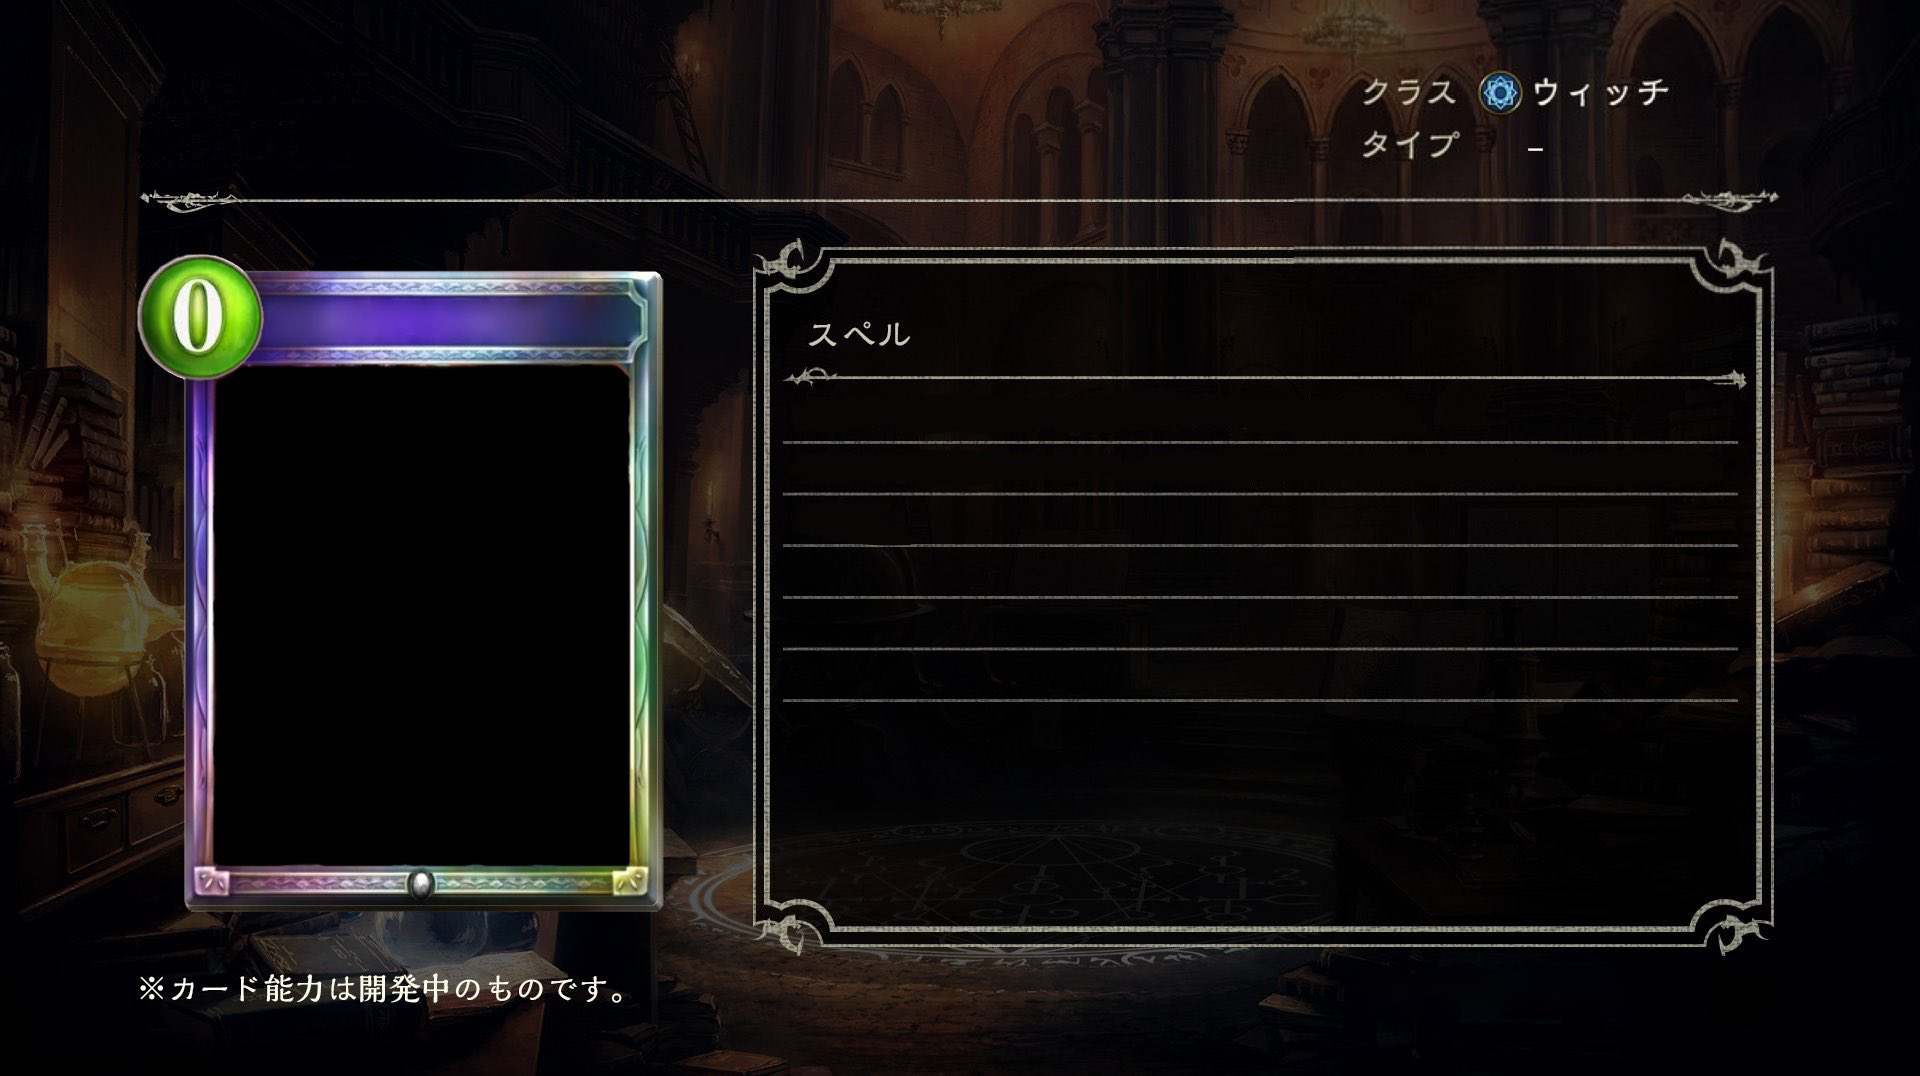 クラス ウィッチ
タイプ –
0
スペル
※カード能力は開発中のものです。